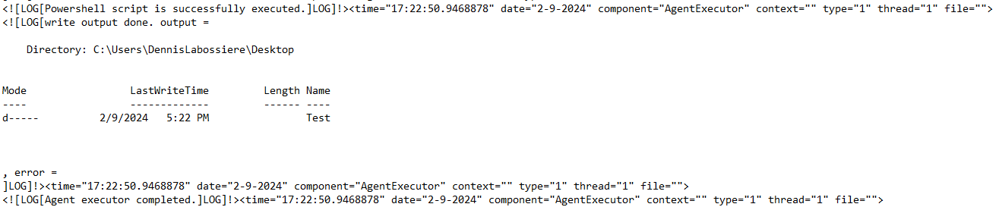 <![LOG[Powershell script is successfully executed.]LOG]!><time="17:22:50.9468878" date="2-9-2024" component="AgentExecutor" context="" type="1" thread="1" file="">
<![LOG[write output done. output =
    Directory: C:\Users\DennisLabossiere\Desktop
Mode                 LastWriteTime         Length Name
----                 -------------         ------ ----
d-----          2/9/2024   5:22 PM                Test
, error =
]LOG]!><time="17:22:50.9468878" date="2-9-2024" component="AgentExecutor" context="" type="1" thread="1" file="">
<![LOG[Agent executor completed.]LOG]!><time="17:22:50.9468878" date="2-9-2024" component="AgentExecutor" context="" type="1" thread="1" file="">